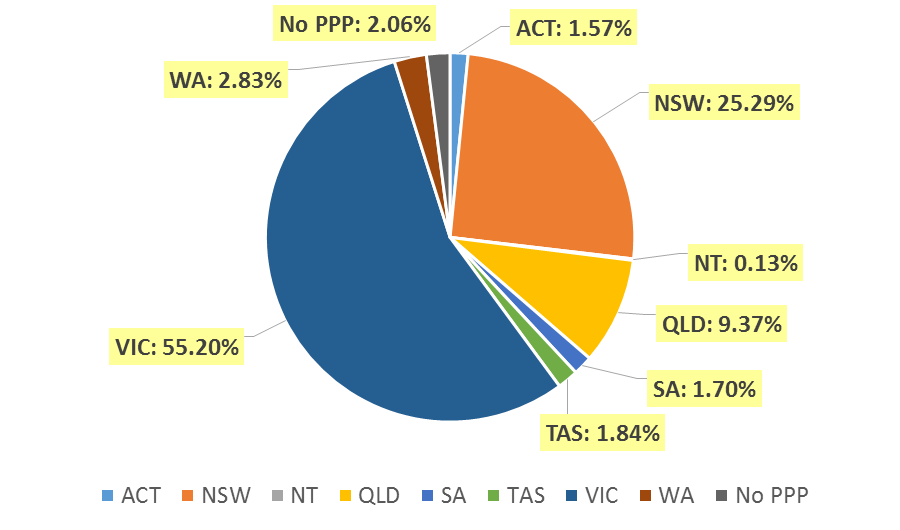 No PPP: 2.06%
ACT: 1.57%
WA: 2.83%
NSW: 25.29%
NT: 0.13%
QLD: 9.37%
VIC: 55.20%
SA: 1.70%
TAS: 1.84%
ACT NSW NT QLD SA TAS VIC WA No PPP